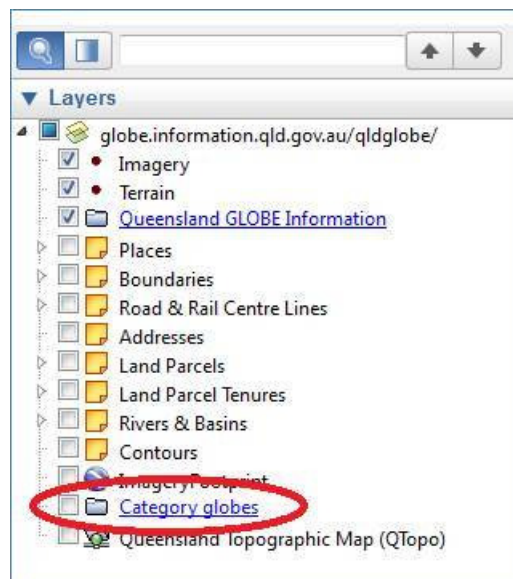 Layers
globe.information.qld.gov.au/qldglobe/
Imagery
Terrain
Queensland GLOBE Information
Places
Boundaries
Road & Rail Centre Lines
Addresses
Land Parcels
Land Parcel Tenures
Rivers & Basins
Contours
ImageryFootprint
Category globes
Queensland Topographic Map (QTopo)